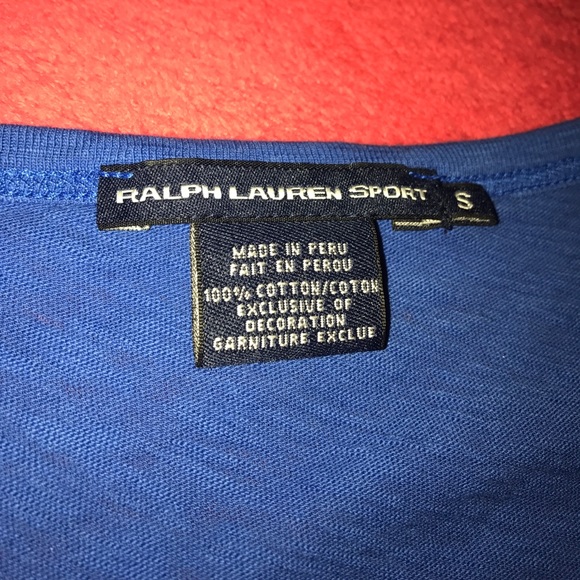 RALPH LAUREN SPORT S
MADE IN PERU
FAIT EN PEROU
100% COTTON/COTON
EXCLUSIVE OF
DECORATION
GARNITURE EXCLUE